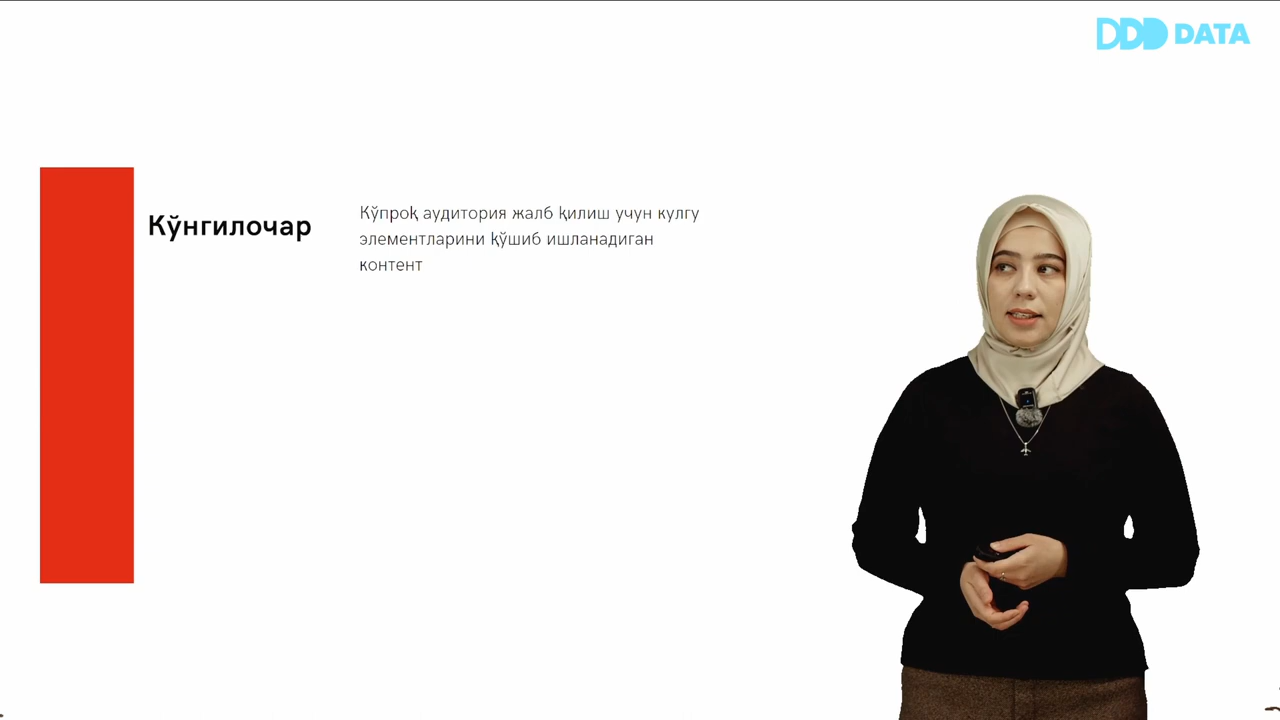 DDD DATA
Кўнгилочар
Кўпроқ аудитория жалб қилиш учун кулгу
элементларини қўшиб ишланадиган
контент